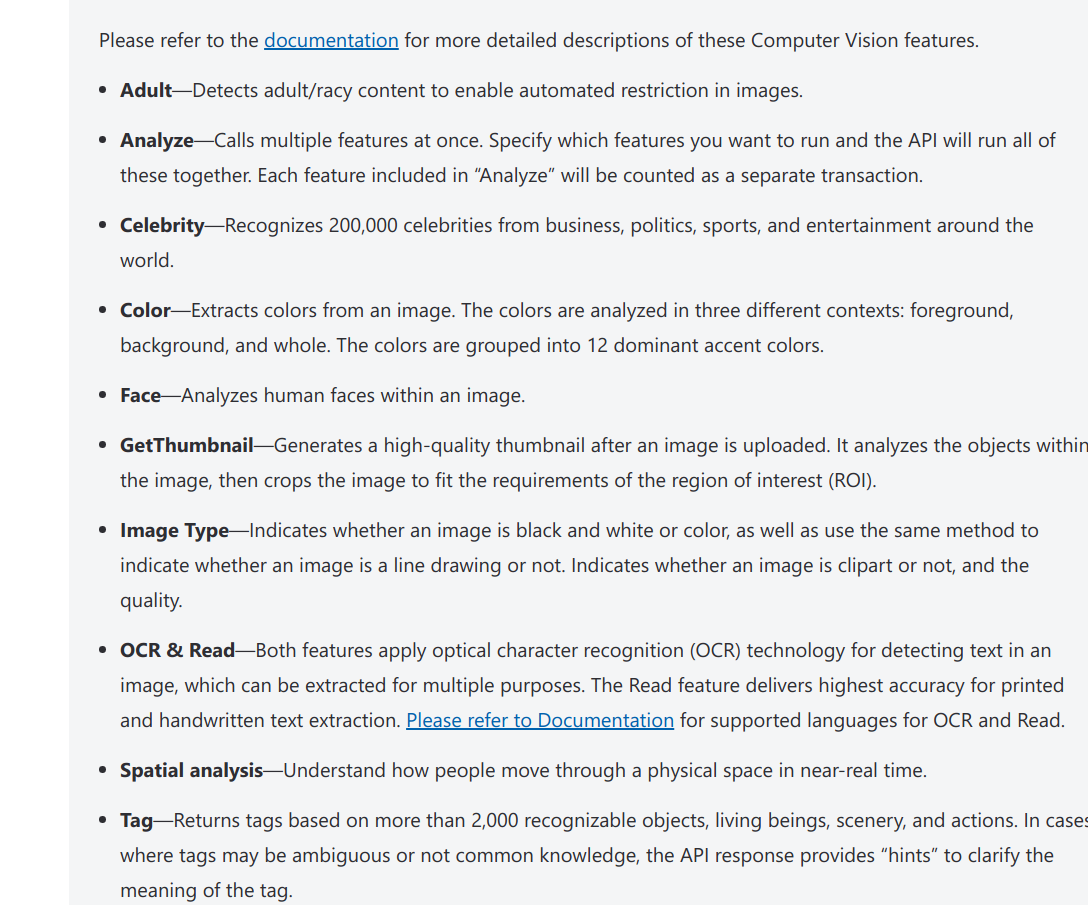 Please refer to the documentation for more detailed descriptions of these Computer Vision features.
• Adult—Detects adult/racy content to enable automated restriction in images.
• Analyze—Calls multiple features at once. Specify which features you want to run and the API will run all of
these together. Each feature included in “Analyze” will be counted as a separate transaction.
• Celebrity—Recognizes 200,000 celebrities from business, politics, sports, and entertainment around the
world.
• Color—Extracts colors from an image. The colors are analyzed in three different contexts: foreground,
background, and whole. The colors are grouped into 12 dominant accent colors.
• Face—Analyzes human faces within an image.
• GetThumbnail—Generates a high-quality thumbnail after an image is uploaded. It analyzes the objects within
the image, then crops the image to fit the requirements of the region of interest (ROI).
• Image Type—Indicates whether an image is black and white or color, as well as use the same method to
indicate whether an image is a line drawing or not. Indicates whether an image is clipart or not, and the
quality.
• OCR & Read—Both features apply optical character recognition (OCR) technology for detecting text in an
image, which can be extracted for multiple purposes. The Read feature delivers highest accuracy for printed
and handwritten text extraction. Please refer to Documentation for supported languages for OCR and Read.
• Spatial analysis—Understand how people move through a physical space in near-real time.
• Tag—Returns tags based on more than 2,000 recognizable objects, living beings, scenery, and actions. In cases
where tags may be ambiguous or not common knowledge, the API response provides “hints” to clarify the
meaning of the tag.